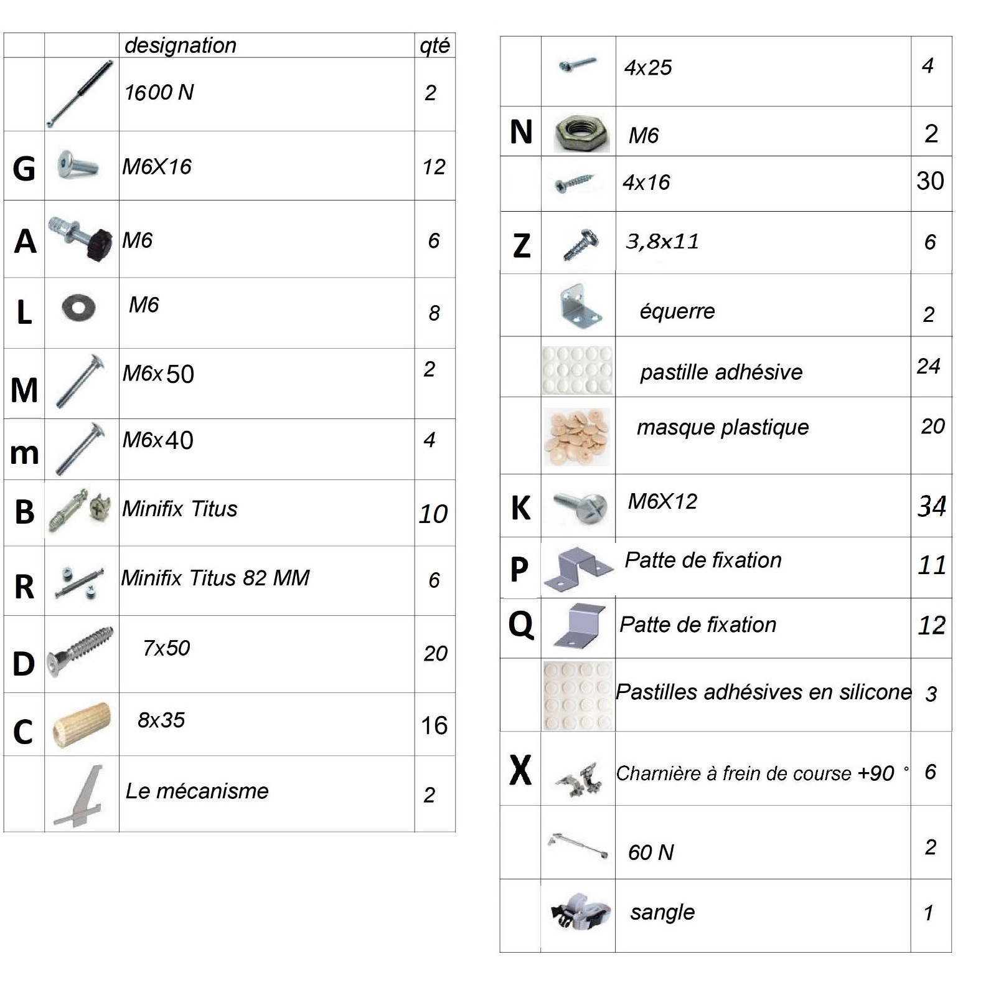 designation qté
1600 N 2
G M6X16 12
A M6 6
L M6 8
M M6x50 2
m M6x40 4
B Minifix Titus 10
R Minifix Titus 82 MM 6
D 7x50 20
C 8x35 16
Le mécanisme 2
4x25 4
N M6 2
4x16 30
Z 3,8x11 6
équerre 2
pastille adhésive 24
masque plastique 20
K M6X12 34
P Patte de fixation 11
Q Patte de fixation 12
Pastilles adhésives en silicone 3
X Charnière à frein de course +90 ° 6
60 N 2
sangle 1